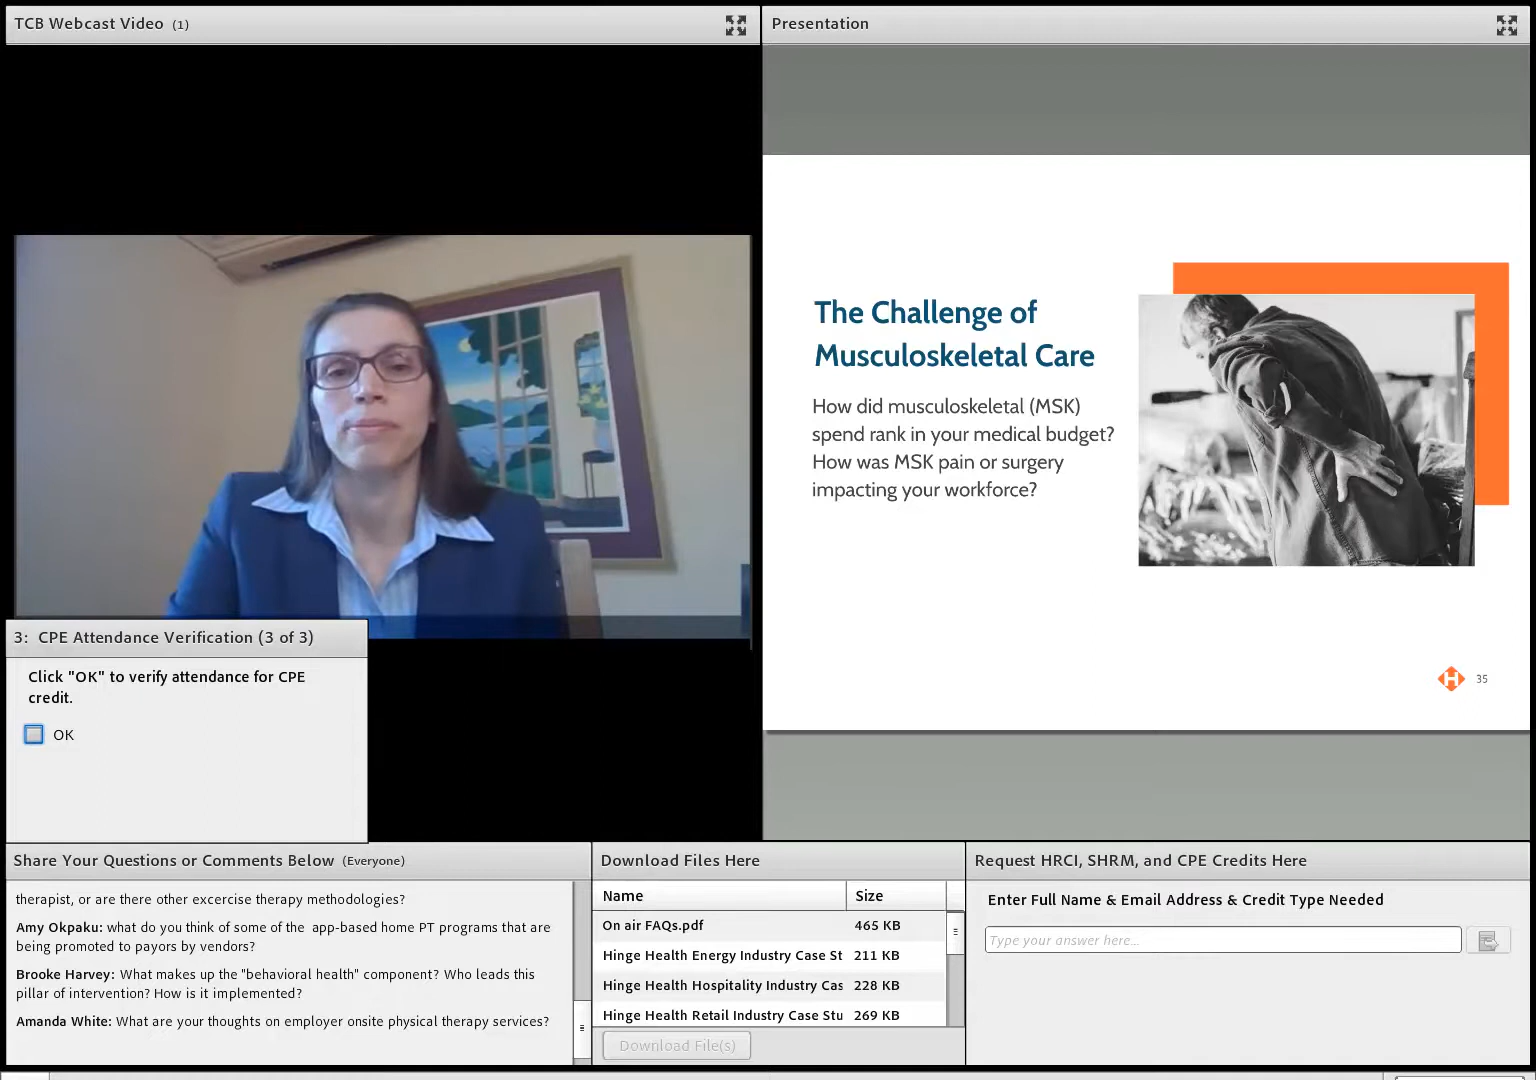 TCB Webcast Video (1)
Presentation
The Challenge of
Musculoskeletal Care
How did musculoskeletal (MSK)
spend rank in your medical budget?
How was MSK pain or surgery
impacting your workforce?
H
35
3: CPE Attendance Verification (3 of 3)
Click "OK" to verify attendance for CPE
credit.
OK
Share Your Questions or Comments Below (Everyone)
therapist, or are there other excercise therapy methodologies?
Amy Okpaku: what do you think of some of the app-based home PT programs that are
being promoted to payors by vendors?
Brooke Harvey: What makes up the "behavioral health" component? Who leads this
pillar of intervention? How is it implemented?
Amanda White: What are your thoughts on employer onsite physical therapy services?
Download Files Here
Name Size
On air FAQs.pdf 465 KB
Hinge Health Energy Industry Case St 211 KB
Hinge Health Hospitality Industry Cas 228 KB
Hinge Health Retail Industry Case Stu 269 KB
Download File(s)
Request HRCI, SHRM, and CPE Credits Here
Enter Full Name & Email Address & Credit Type Needed
Type your answer here...